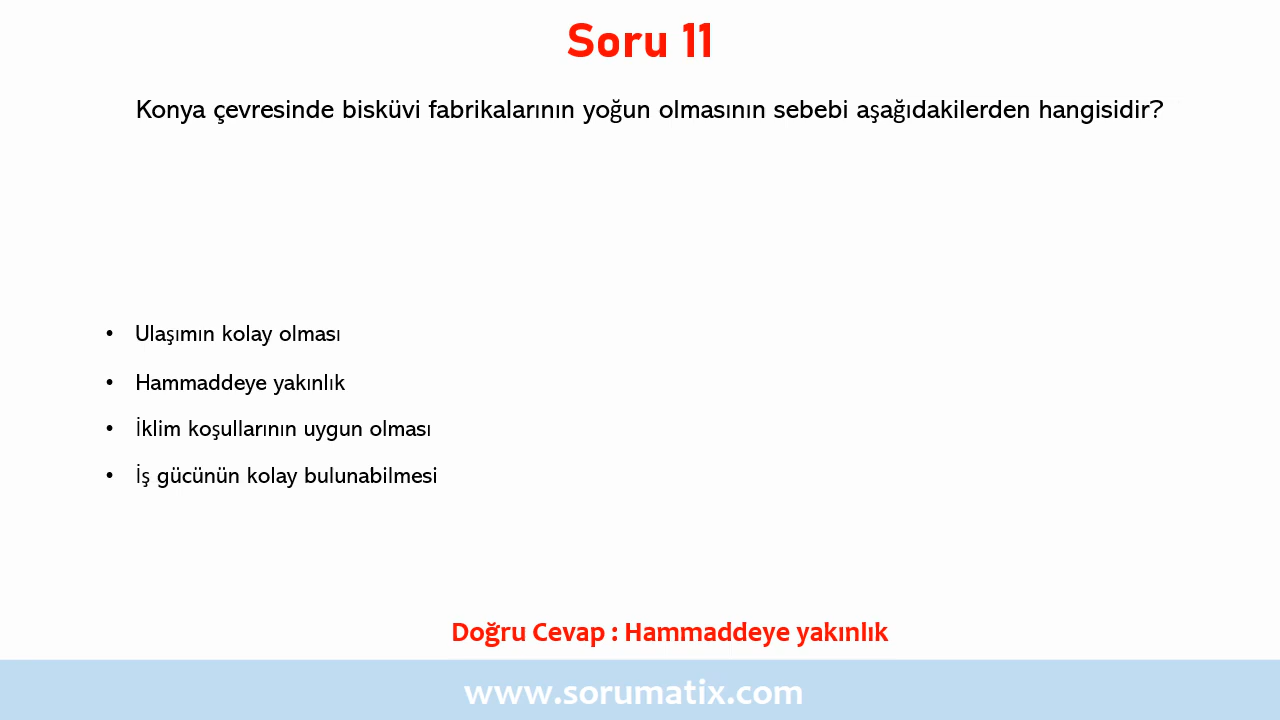 Soru 11
Konya çevresinde bisküvi fabrikalarının yoğun olmasının sebebi aşağıdakilerden hangisidir?
• Ulaşımın kolay olması
• Hammaddeye yakınlık
• İklim koşullarının uygun olması
• İş gücünün kolay bulunabilmesi
Doğru Cevap : Hammaddeye yakınlık
www.sorumatix.com